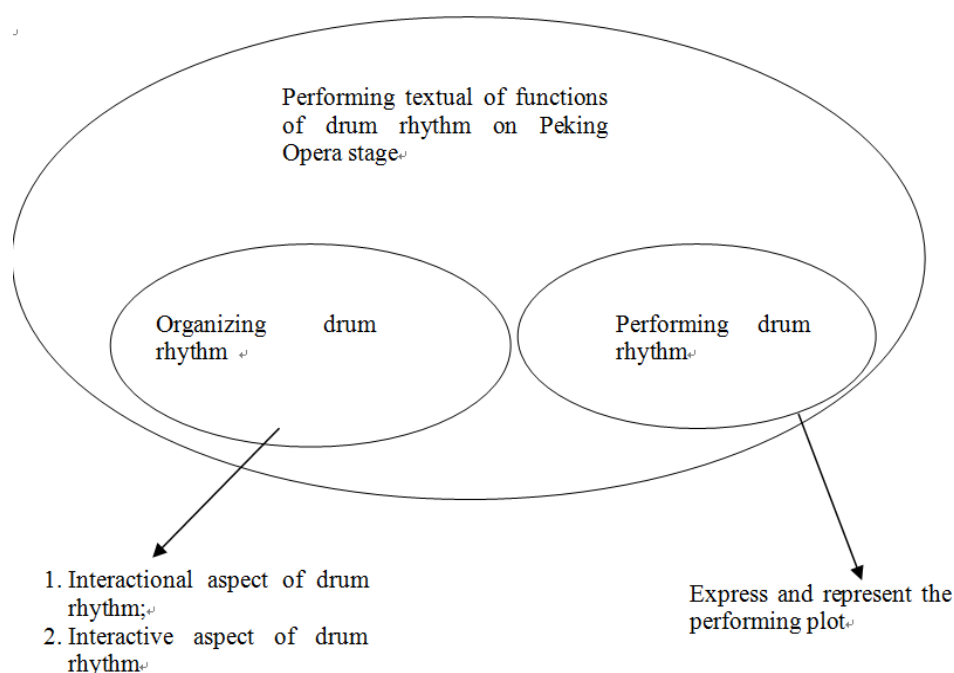 Performing textual of functions
of drum rhythm on Peking
Opera stage
Organizing drum
rhythm
Performing drum
rhythm
1. Interactional aspect of drum
rhythm;
2. Interactive aspect of drum
rhythm
Express and represent the
performing plot